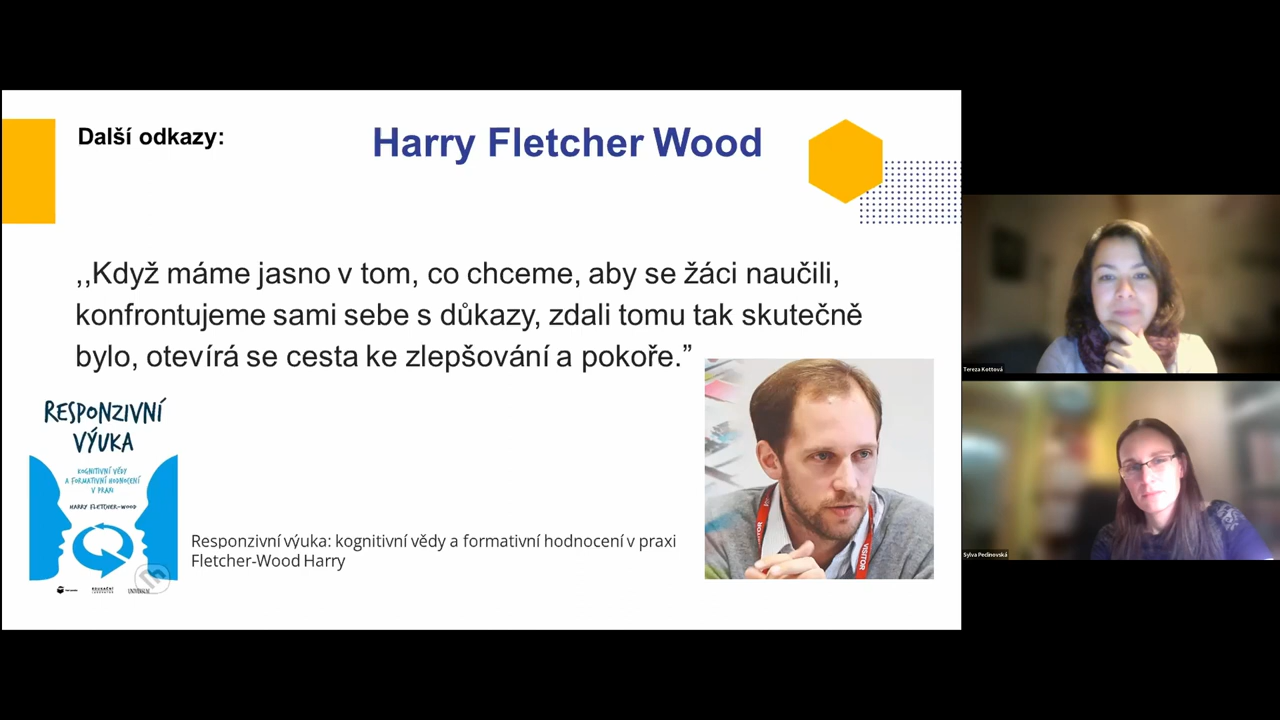 Další odkazy:
Harry Fletcher Wood
,,Když máme jasno v tom, co chceme, aby se žáci naučili,
konfrontujeme sami sebe s důkazy, zdali tomu tak skutečně
bylo, otevírá se cesta ke zlepšování a pokoře.”
RESPONZIVNÍ
VÝUKA
KOGNITIVNÍ VĚDY
A FORMATIVNÍ HODNOCENÍ
V PRAXI
HARRY FLETCHER-WOOD
Responzivní výuka: kognitivní vědy a formativní hodnocení v praxi
Fletcher-Wood Harry
VISITOR
Tereza Kottová
Sylva Pečinovská